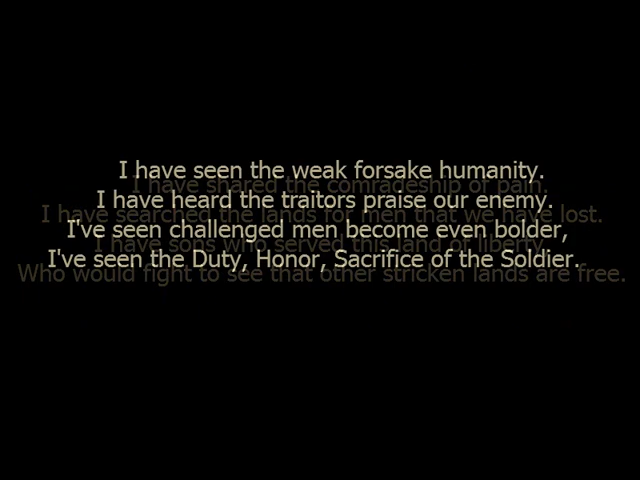 I have seen the weak forsake humanity.
I have shared the comradeship of pain.
I have heard the traitors praise our enemy.
I have searched the lands for men that we have lost.
I've seen challenged men become even bolder,
I have sons who served this land of liberty,
I've seen the Duty, Honor, Sacrifice of the Soldier.
Who would fight to see that other stricken lands are free.